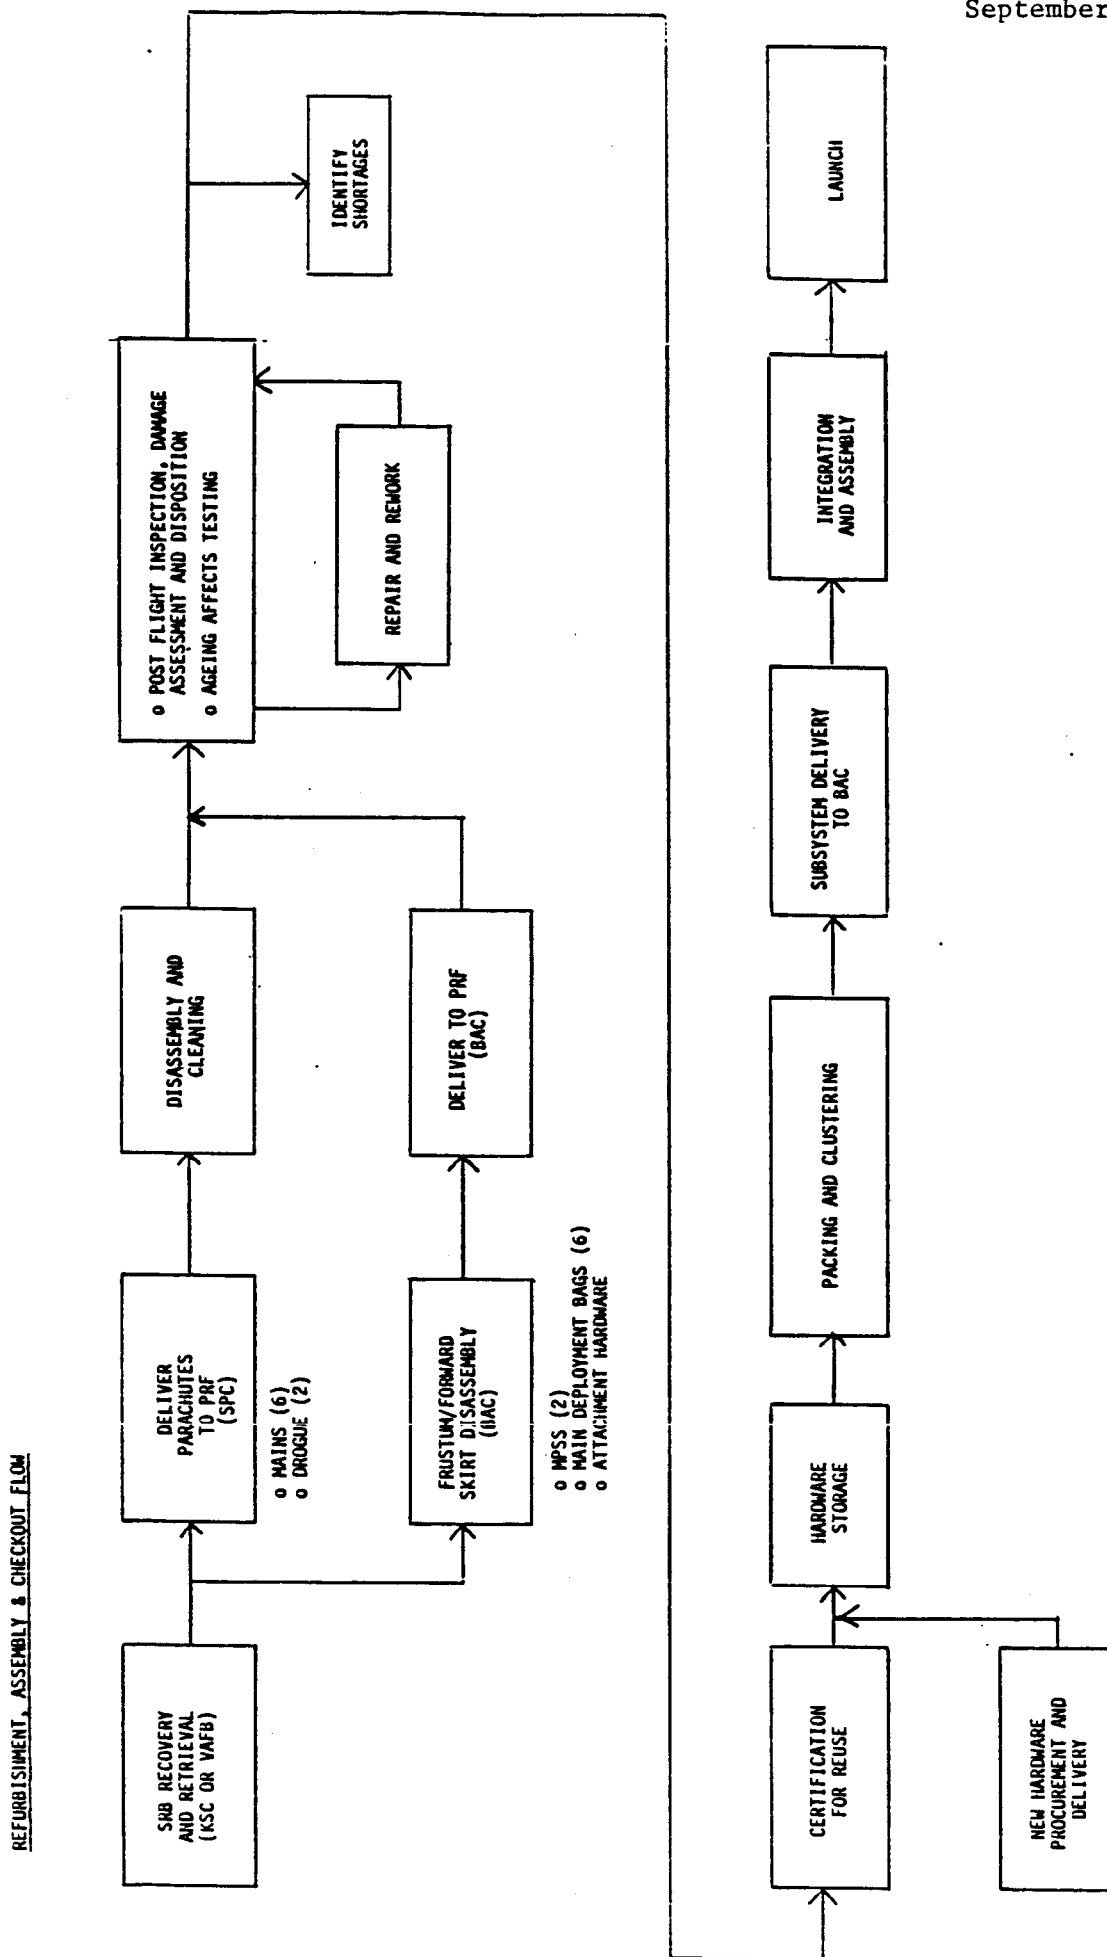 September
REFURBISHMENT, ASSEMBLY & CHECKOUT FLOW
SRB RECOVERY
AND RETRIEVAL
(KSC OR VAFB)
DELIVER
PARACHUTES
TO PRF
(SPC)
o MAINS (6)
o DROGUE (2)
DISASSEMBLY AND
CLEANING
o POST FLIGHT INSPECTION, DAMAGE
ASSESSMENT AND DISPOSITION
o AGEING AFFECTS TESTING
IDENTIFY
SHORTAGES
FRUSTUM/FORWARD
SKIRT DISASSEMBLY
(BAC)
o MPSS (2)
o MAIN DEPLOYMENT BAGS (6)
o ATTACHMENT HARDWARE
DELIVER TO PRF
(BAC)
REPAIR AND REWORK
CERTIFICATION
FOR REUSE
HARDWARE
STORAGE
PACKING AND CLUSTERING
SUBSYSTEM DELIVERY
TO BAC
INTEGRATION
AND ASSEMBLY
LAUNCH
NEW HARDWARE
PROCUREMENT AND
DELIVERY